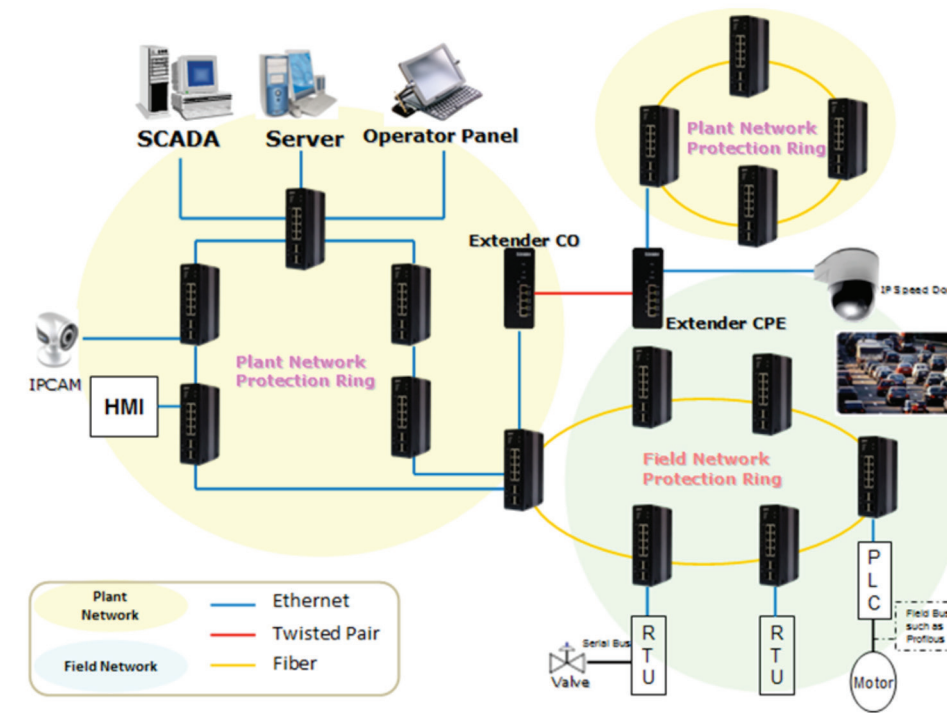 SCADA
Server
Operator Panel
Plant Network
Protection Ring
Extender CO
Extender CPE
IP Speed Do
IPCAM
HMI
Plant Network
Protection Ring
Field Network
Protection Ring
Plant
Network
Field Network
Ethernet
Twisted Pair
Fiber
Valve
Serial Bus
R
T
U
R
T
U
P
L
C
Field Bus
such as
Profibus
Motor